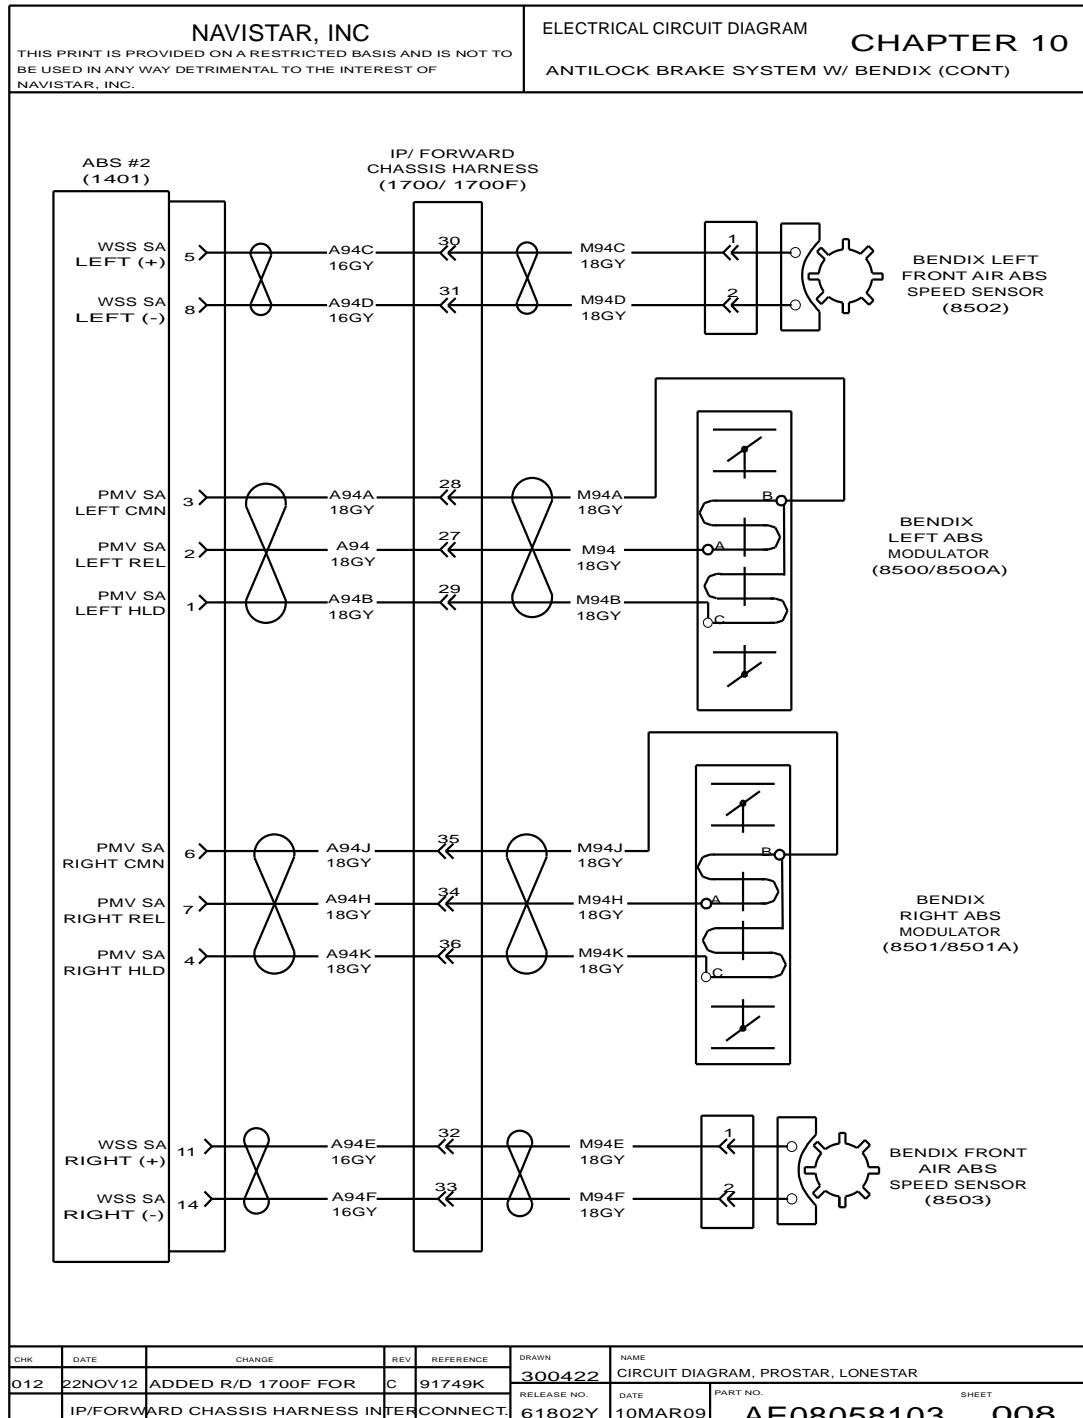 NAVISTAR, INC
THIS PRINT IS PROVIDED ON A RESTRICTED BASIS AND IS NOT TO
BE USED IN ANY WAY DETRIMENTAL TO THE INTEREST OF
NAVISTAR, INC.
ELECTRICAL CIRCUIT DIAGRAM
CHAPTER 10
ANTILOCK BRAKE SYSTEM W/ BENDIX (CONT)
ABS #2
(1401)
IP/ FORWARD
CHASSIS HARNESS
(1700/ 1700F)
WSS SA
LEFT (+)
5
A94C
16GY
30
M94C
18GY
1
WSS SA
LEFT (-)
8
A94D
16GY
31
M94D
18GY
2
BENDIX LEFT
FRONT AIR ABS
SPEED SENSOR
(8502)
PMV SA
LEFT CMN
3
A94A
18GY
28
M94A
18GY
B
PMV SA
LEFT REL
2
A94
18GY
27
M94
18GY
A
PMV SA
LEFT HLD
1
A94B
18GY
29
M94B
18GY
C
BENDIX
LEFT ABS
MODULATOR
(8500/8500A)
PMV SA
RIGHT CMN
6
A94J
18GY
35
M94J
18GY
B
PMV SA
RIGHT REL
7
A94H
18GY
34
M94H
18GY
A
PMV SA
RIGHT HLD
4
A94K
18GY
36
M94K
18GY
C
BENDIX
RIGHT ABS
MODULATOR
(8501/8501A)
WSS SA
RIGHT (+)
11
A94E
16GY
32
M94E
18GY
1
WSS SA
RIGHT (-)
14
A94F
16GY
33
M94F
18GY
2
BENDIX FRONT
AIR ABS
SPEED SENSOR
(8503)
CHK DATE CHANGE REV REFERENCE
012 22NOV12 ADDED R/D 1700F FOR C 91749K
IP/FORWARD CHASSIS HARNESS INTERCONNECT.
DRAWN
300422
NAME
CIRCUIT DIAGRAM, PROSTAR, LONESTAR
RELEASE NO.
61802Y
DATE
10MAR09
PART NO.
AE08058103
SHEET
008